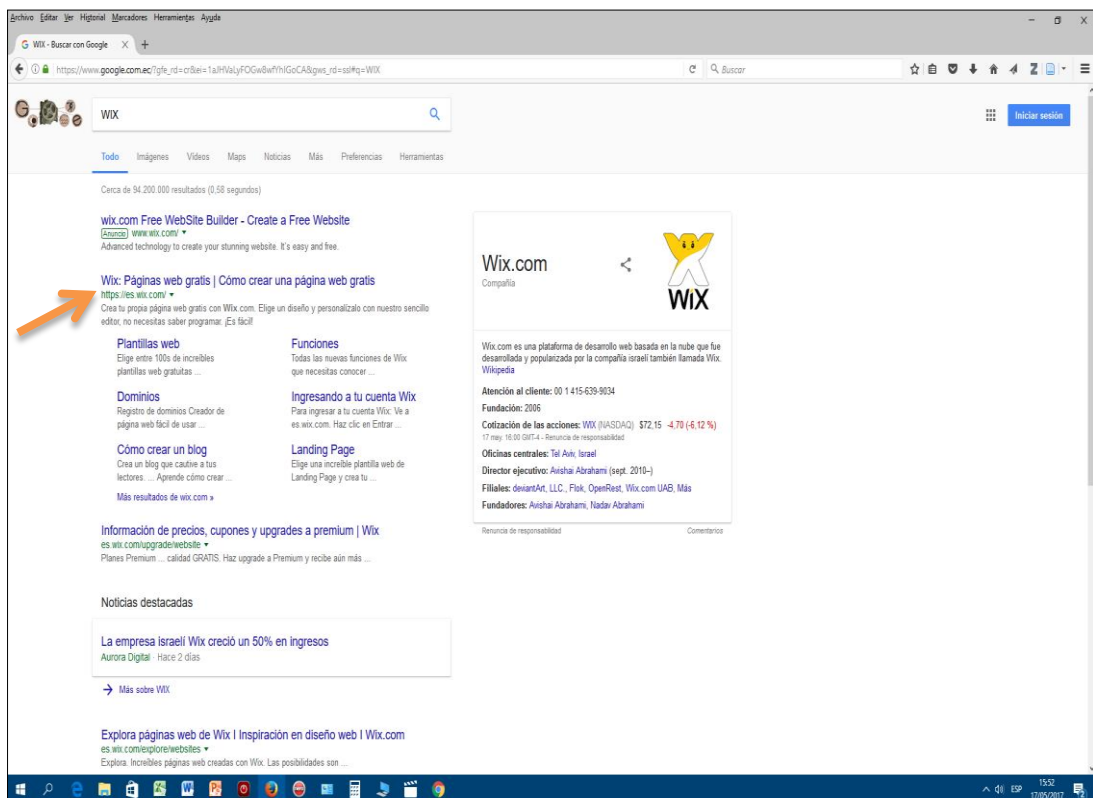 Archivo Editar Ver Historial Marcadores Herramientas Ayuda
WIX - Buscar con Google
https://www.google.com.ec/?gfe_rd=cr&ei=1aJHVaLyFOGw8wfYhIGoCA&gws_rd=ssl#q=WIX
Buscar
WIX
Iniciar sesión
Todo Imágenes Vídeos Maps Noticias Más Preferencias Herramientas
Cerca de 94.200.000 resultados (0,58 segundos)
wix.com Free WebSite Builder - Create a Free Website
Anuncio www.wix.com/
Advanced technology to create your stunning website. It's easy and free.
Wix: Páginas web gratis | Cómo crear una página web gratis
https://es.wix.com/
Crea tu propia página web gratis con Wix.com. Elige un diseño y personalízalo con nuestro sencillo
editor, no necesitas saber programar. ¡Es fácil!
Plantillas web
Elige entre 100s de increíbles
plantillas web gratuitas ...
Funciones
Todas las nuevas funciones de Wix
que necesitas conocer ...
Dominios
Registro de dominios Creador de
página web fácil de usar ...
Ingresando a tu cuenta Wix
Para ingresar a tu cuenta Wix: Ve a
es.wix.com. Haz clic en Entrar ...
Cómo crear un blog
Crea un blog que cautive a tus
lectores. ... Aprende cómo crear ...
Landing Page
Elige una increíble plantilla web de
Landing Page y crea tu ...
Más resultados de wix.com »
Información de precios, cupones y upgrades a premium | Wix
es.wix.com/upgrade/website
Planes Premium ... calidad GRATIS. Haz upgrade a Premium y recibe aún más ...
Noticias destacadas
La empresa israelí Wix creció un 50% en ingresos
Aurora Digital · Hace 2 días
Más sobre WIX
Explora páginas web de Wix | Inspiración en diseño web | Wix.com
es.wix.com/explore/websites
Explora. Increíbles páginas web creadas con Wix. Las posibilidades son ...
Wix.com
Compañía
WiX
Wix.com es una plataforma de desarrollo web basada en la nube que fue
desarrollada y popularizada por la compañía israelí también llamada Wix.
Wikipedia
Atención al cliente: 00 1 415-639-9034
Fundación: 2006
Cotización de las acciones: WIX (NASDAQ) $72,15 -4,70 (-6,12 %)
17 may. 16:00 GMT-4 - Renuncia de responsabilidad
Oficinas centrales: Tel Aviv, Israel
Director ejecutivo: Avishai Abrahami (sept. 2010–)
Filiales: deviantArt, LLC., Flok, OpenRest, Wix.com UAB, Más
Fundadores: Avishai Abrahami, Nadav Abrahami
Renuncia de responsabilidad Comentarios
ESP
15:52
17/05/2017